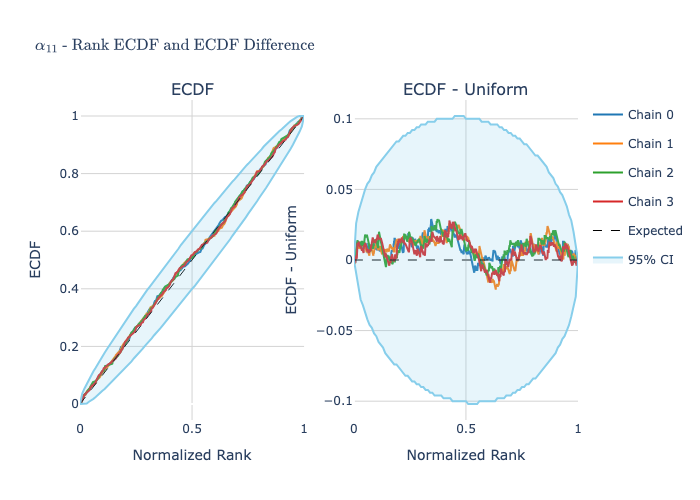 α₁₁ - Rank ECDF and ECDF Difference
ECDF
ECDF - Uniform
1
0.8
0.6
0.4
0.2
0
0
0.5
1
ECDF
Normalized Rank
0.1
0.05
0
−0.05
−0.1
0
0.5
1
ECDF - Uniform
Normalized Rank
Chain 0
Chain 1
Chain 2
Chain 3
Expected
95% CI